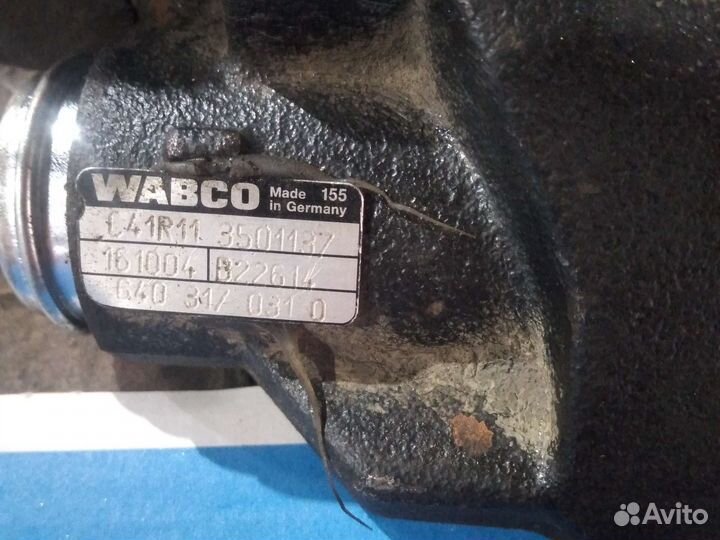 WABCO Made 155
in Germany
C41R11 3501137
161004 B22614
640 317 031 0
Avito